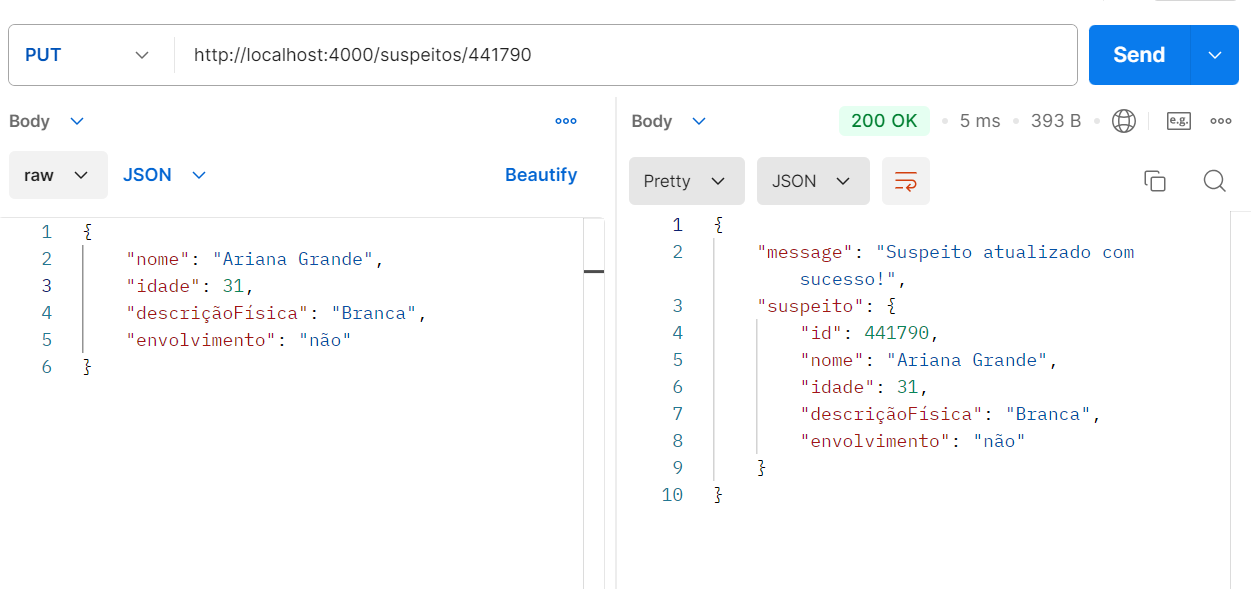 PUT http://localhost:4000/suspeitos/441790 Send
Body
raw JSON Beautify
1 {
2 "nome": "Ariana Grande",
3 "idade": 31,
4 "descriçãoFísica": "Branca",
5 "envolvimento": "não"
6 }
Body 200 OK 5 ms 393 B e.g.
Pretty JSON
1 {
2 "message": "Suspeito atualizado com
sucesso!",
3 "suspeito": {
4 "id": 441790,
5 "nome": "Ariana Grande",
6 "idade": 31,
7 "descriçãoFísica": "Branca",
8 "envolvimento": "não"
9 }
10 }